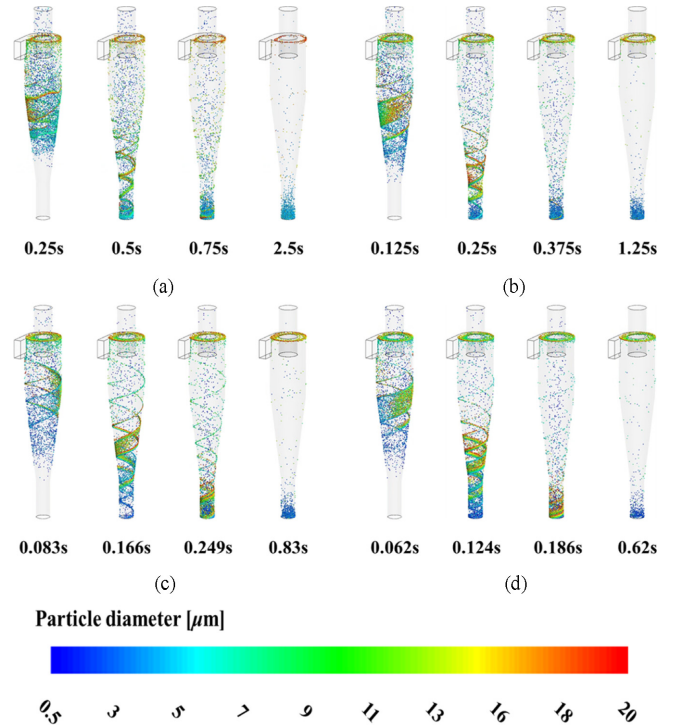 0.25s 0.5s 0.75s 2.5s 0.125s 0.25s 0.375s 1.25s
(a) (b)
0.083s 0.166s 0.249s 0.83s 0.062s 0.124s 0.186s 0.62s
(c) (d)
Particle diameter [μm]
0.5 3 5 7 9 11 13 16 18 20